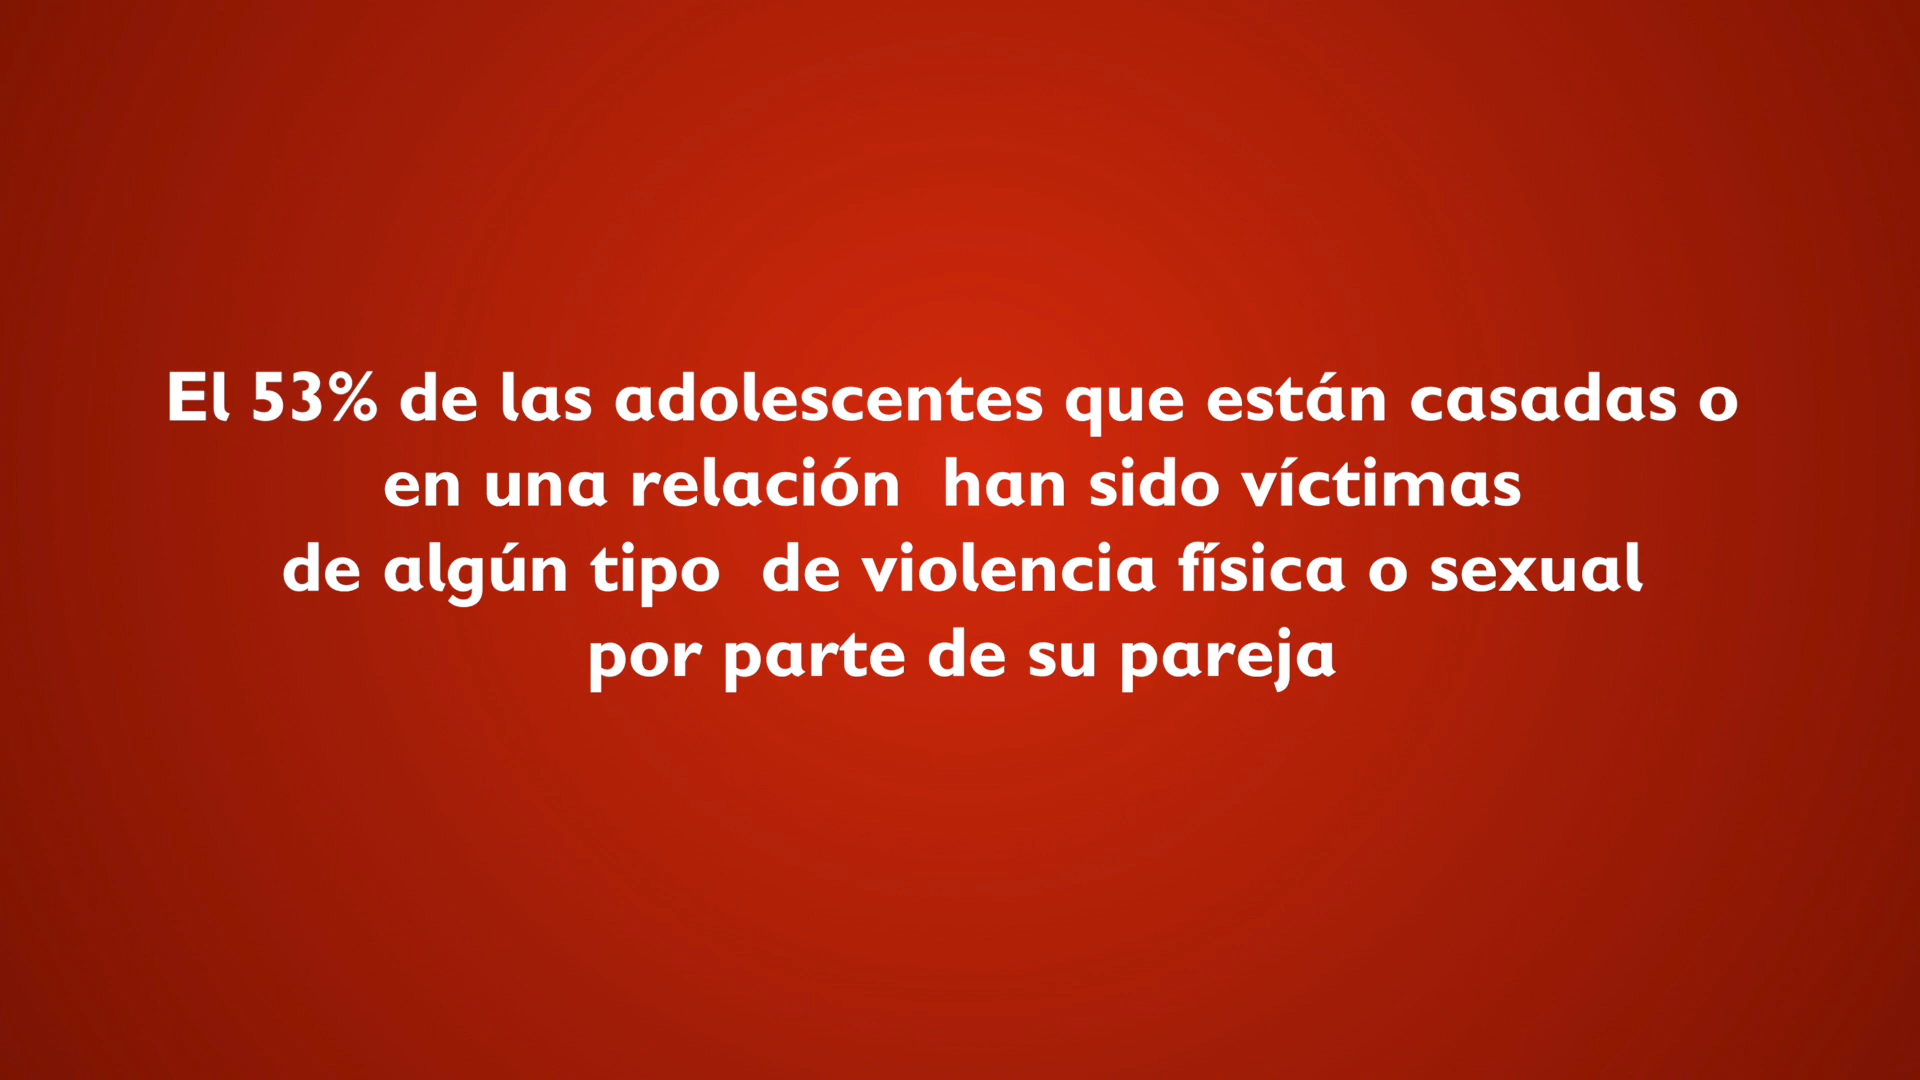 El 53% de las adolescentes que están casadas o
en una relación  han sido víctimas
de algún tipo  de violencia física o sexual
por parte de su pareja